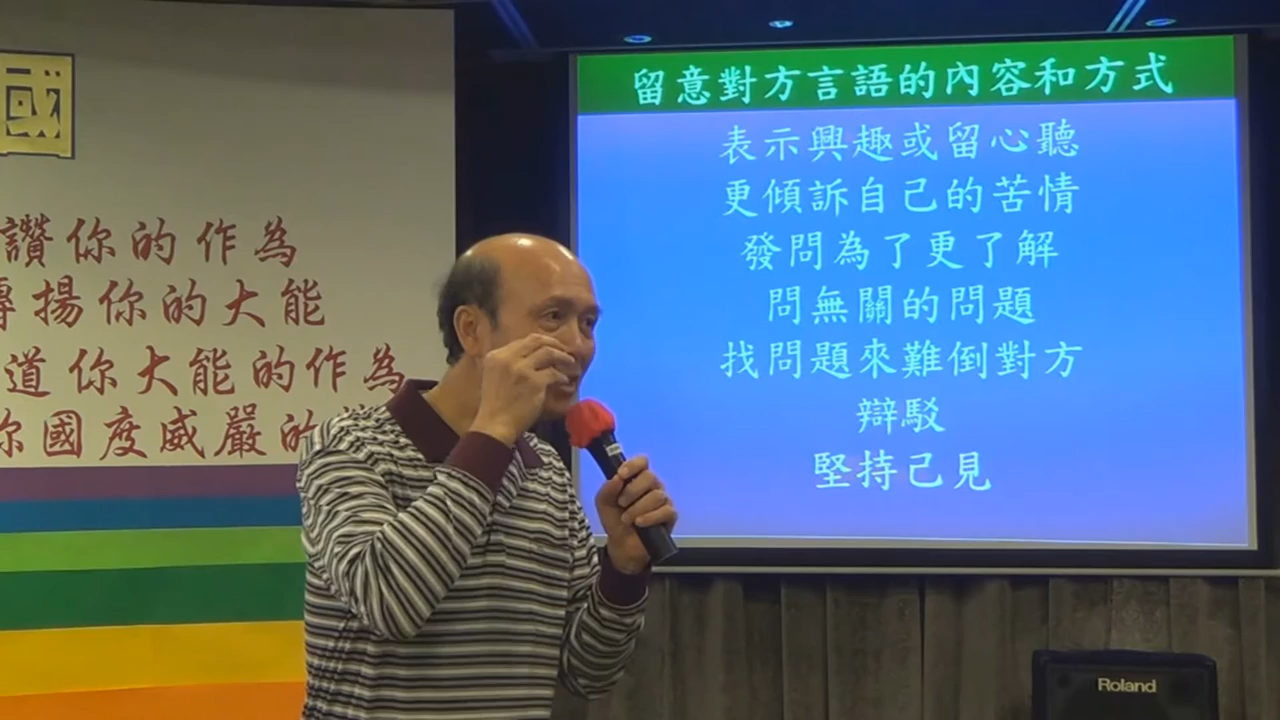 國
讚你的作為
傳揚你的大能
道你大能的作為
你國度威嚴的
留意對方言語的內容和方式
表示興趣或留心聽
更傾訴自己的苦情
發問為了更了解
問無關的問題
找問題來難倒對方
辯駁
堅持己見
Roland